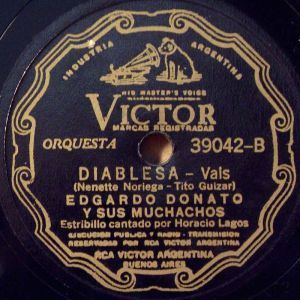 INDUSTRIA ARGENTINA
HIS MASTER'S VOICE
VICTOR
MARCAS REGISTRADAS
ORQUESTA 39042-B
DIABLESA - Vals
(Nenette Noriega - Tito Guizar)
EDGARDO DONATO
Y SUS MUCHACHOS
Estribillo cantado por Horacio Lagos
EJECUCION PUBLICA Y RADIO - TRANSMISION
RESERVADAS POR RCA VICTOR ARGENTINA
RCA VICTOR ARGENTINA
BUENOS AIRES